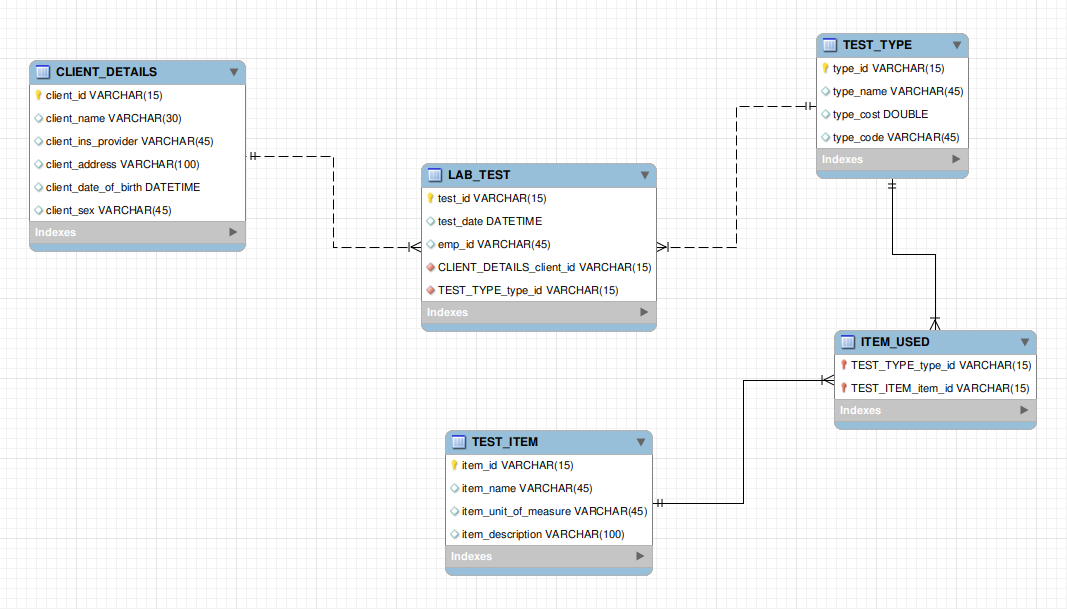 CLIENT_DETAILS
client_id VARCHAR(15)
client_name VARCHAR(30)
client_ins_provider VARCHAR(45)
client_address VARCHAR(100)
client_date_of_birth DATETIME
client_sex VARCHAR(45)
Indexes
LAB_TEST
test_id VARCHAR(15)
test_date DATETIME
emp_id VARCHAR(45)
CLIENT_DETAILS_client_id VARCHAR(15)
TEST_TYPE_type_id VARCHAR(15)
Indexes
TEST_TYPE
type_id VARCHAR(15)
type_name VARCHAR(45)
type_cost DOUBLE
type_code VARCHAR(45)
Indexes
ITEM_USED
TEST_TYPE_type_id VARCHAR(15)
TEST_ITEM_item_id VARCHAR(15)
Indexes
TEST_ITEM
item_id VARCHAR(15)
item_name VARCHAR(45)
item_unit_of_measure VARCHAR(45)
item_description VARCHAR(100)
Indexes